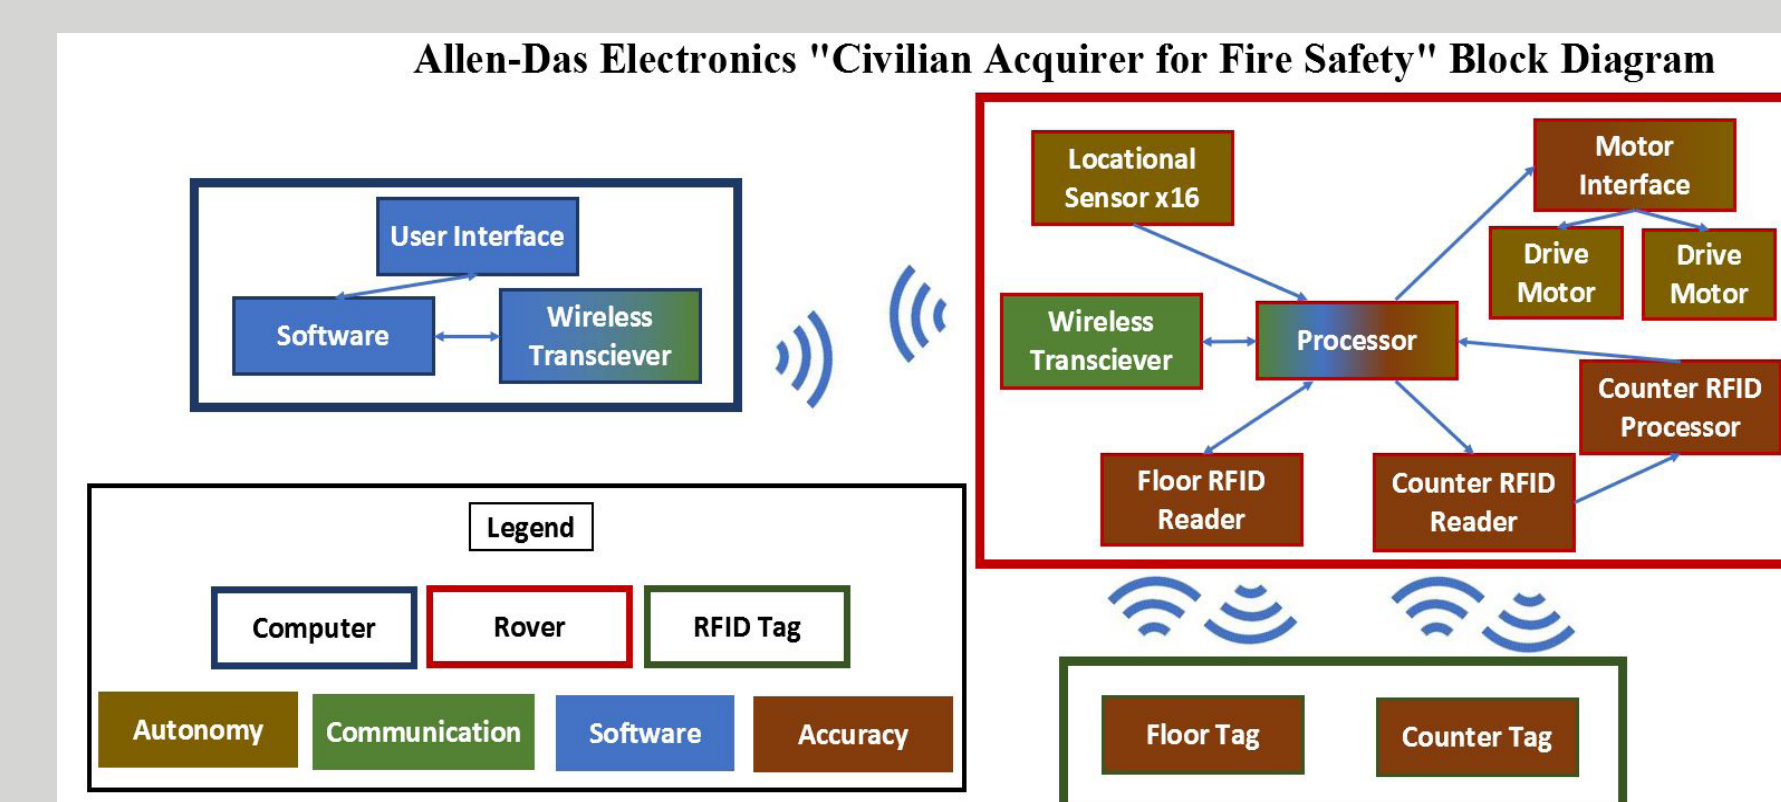 Allen-Das Electronics "Civilian Acquirer for Fire Safety" Block Diagram
User Interface
Software
Wireless
Transciever
Locational
Sensor x16
Motor
Interface
Drive
Motor
Drive
Motor
Wireless
Transciever
Processor
Counter RFID
Processor
Floor RFID
Reader
Counter RFID
Reader
Legend
Computer
Rover
RFID Tag
Autonomy
Communication
Software
Accuracy
Floor Tag
Counter Tag